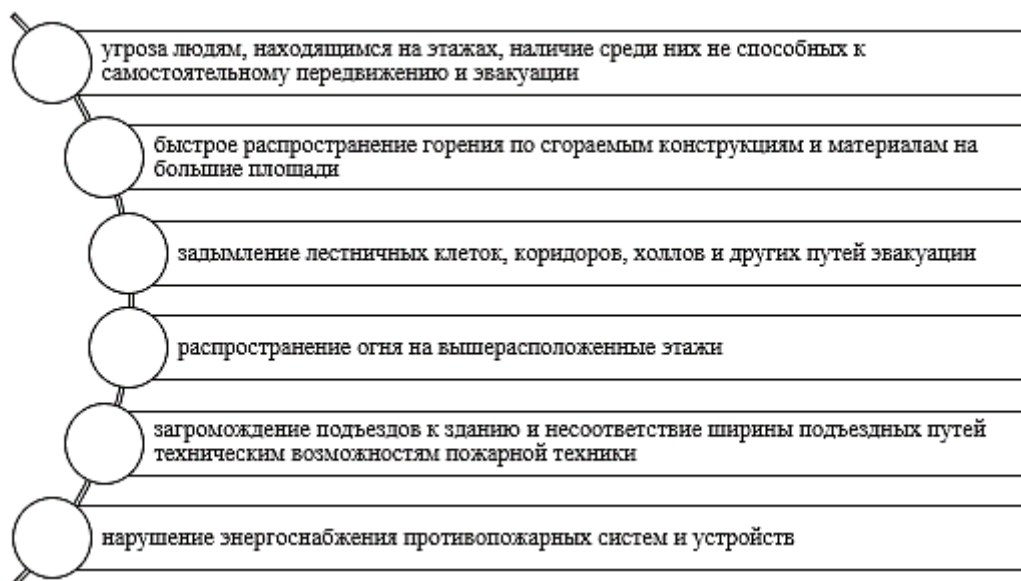 угроза людям, находящимся на этажах, наличие среди них не способных к
самостоятельному передвижению и эвакуации
быстрое распространение горения по сгораемым конструкциям и материалам на
большие площади
задымление лестничных клеток, коридоров, холлов и других путей эвакуации
распространение огня на вышерасположенные этажи
загромождение подъездов к зданию и несоответствие ширины подъездных путей
техническим возможностям пожарной техники
нарушение энергоснабжения противопожарных систем и устройств